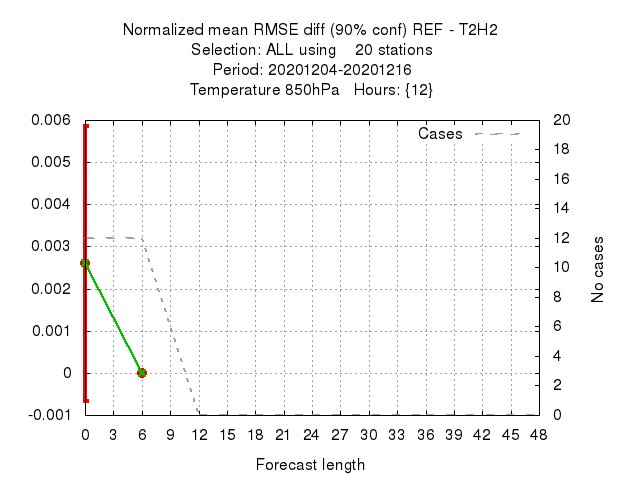 Normalized mean RMSE diff (90% conf) REF - T2H2
Selection: ALL using    20 stations
Period: 20201204-20201216
Temperature 850hPa   Hours: {12}
Cases
0.006
0.005
0.004
0.003
0.002
0.001
0
-0.001
20
18
16
14
12
10
8
6
4
2
0
No cases
0 3 6 9 12 15 18 21 24 27 30 33 36 39 42 45 48
Forecast length